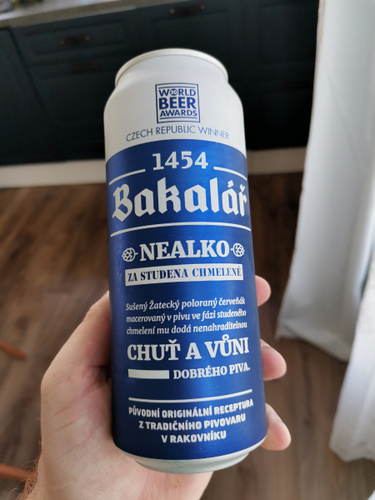 WORLD
BEER
AWARDS
CZECH REPUBLIC WINNER
1454
Bakalář
NEALKO
ZA STUDENA CHMELENÉ
Sušený Žatecký poloraný červeňák
macerovaný v pivu ve fázi studeného
chmelení mu dodá nenahraditelnou
CHUŤ A VŮNI
DOBRÉHO PIVA.
PŮVODNÍ ORIGINÁLNÍ RECEPTURA
Z TRADIČNÍHO PIVOVARU
V RAKOVNÍKU